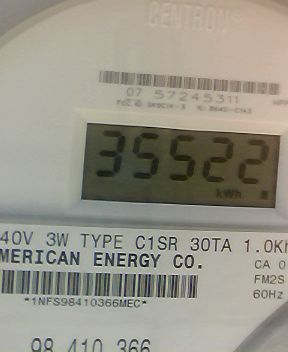 CENTRON®
07 57245311
35522
kWh
40V 3W TYPE C1SR 30TA 1.0Kh
MERICAN ENERGY CO.
CA 0
FM2S
60Hz
*1NFS98410366MEC*
98 410 366